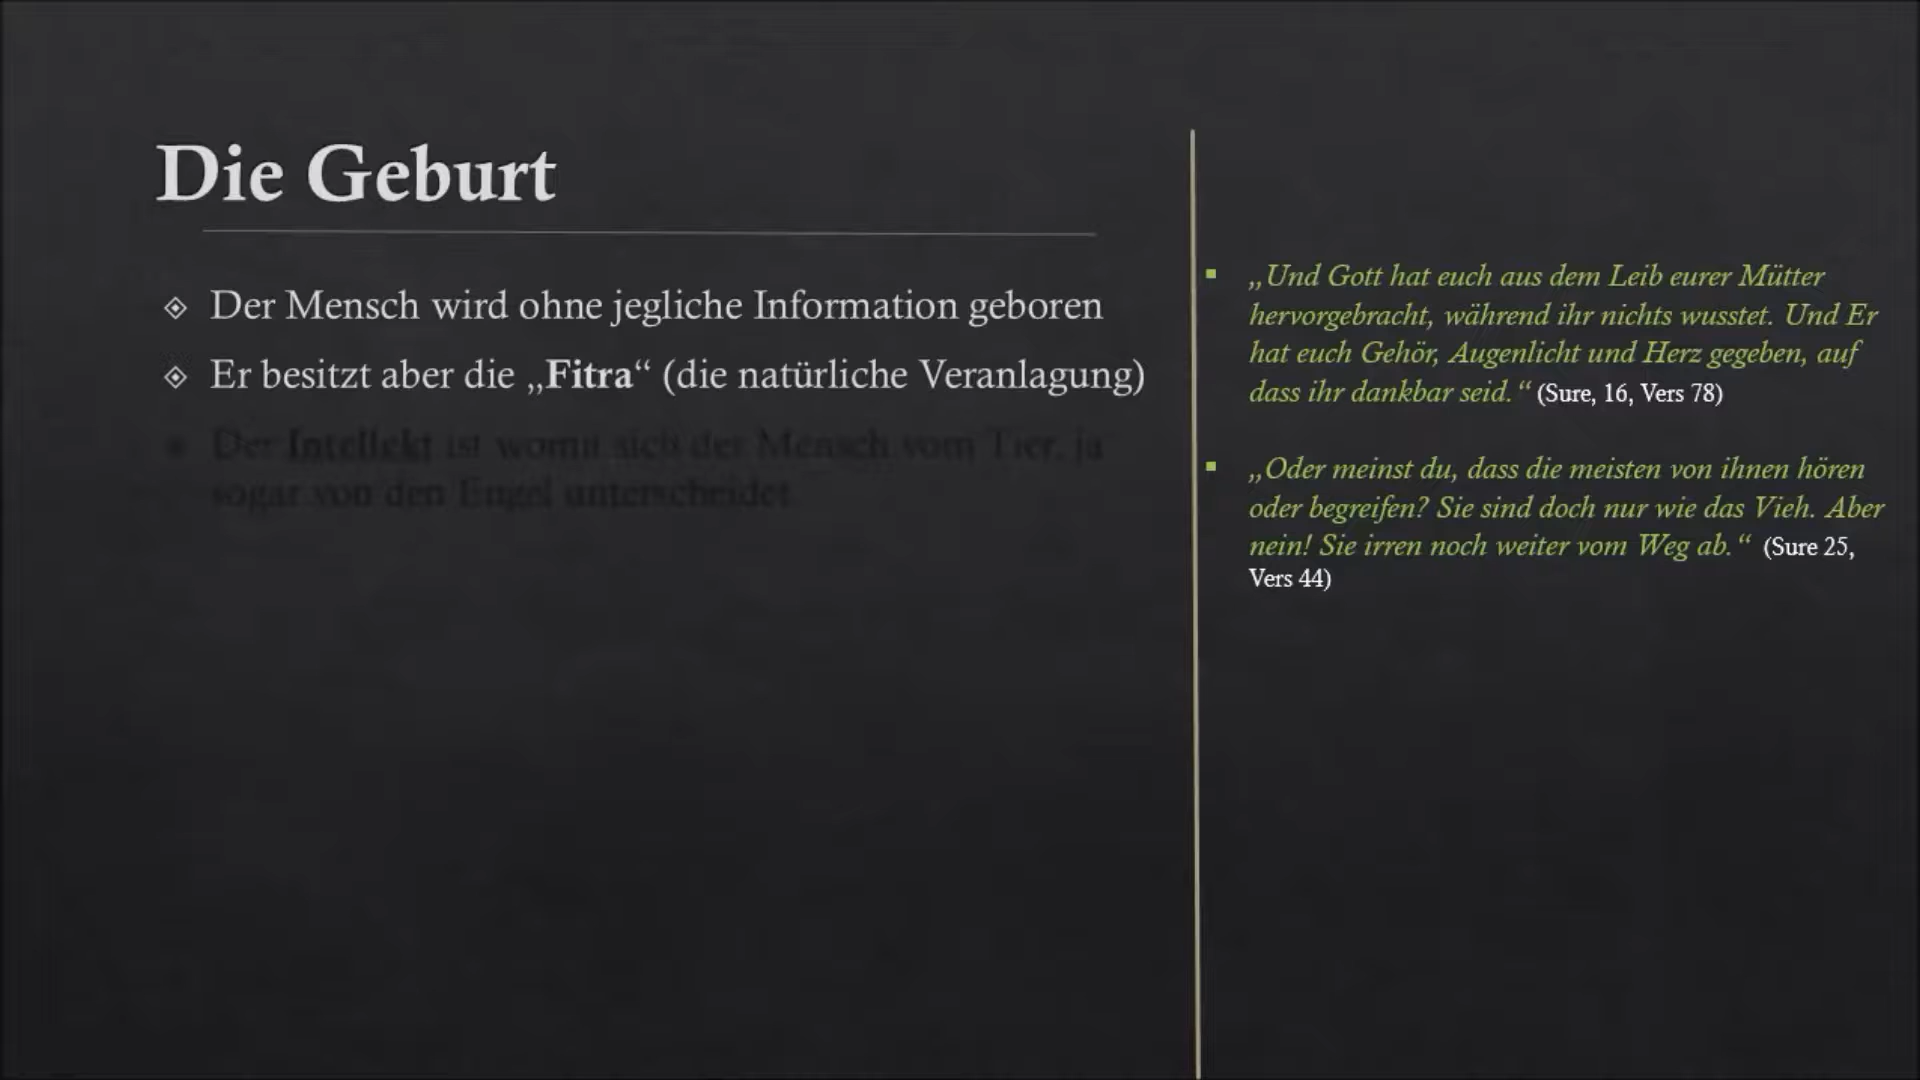 Die Geburt
Der Mensch wird ohne jegliche Information geboren
Er besitzt aber die „Fitra“ (die natürliche Veranlagung)
Der Intellekt ist womit sich der Mensch vom Tier, ja
sogar von den Engel unterscheidet
„Und Gott hat euch aus dem Leib eurer Mütter
hervorgebracht, während ihr nichts wusstet. Und Er
hat euch Gehör, Augenlicht und Herz gegeben, auf
dass ihr dankbar seid.“ (Sure, 16, Vers 78)
„Oder meinst du, dass die meisten von ihnen hören
oder begreifen? Sie sind doch nur wie das Vieh. Aber
nein! Sie irren noch weiter vom Weg ab.“ (Sure 25,
Vers 44)